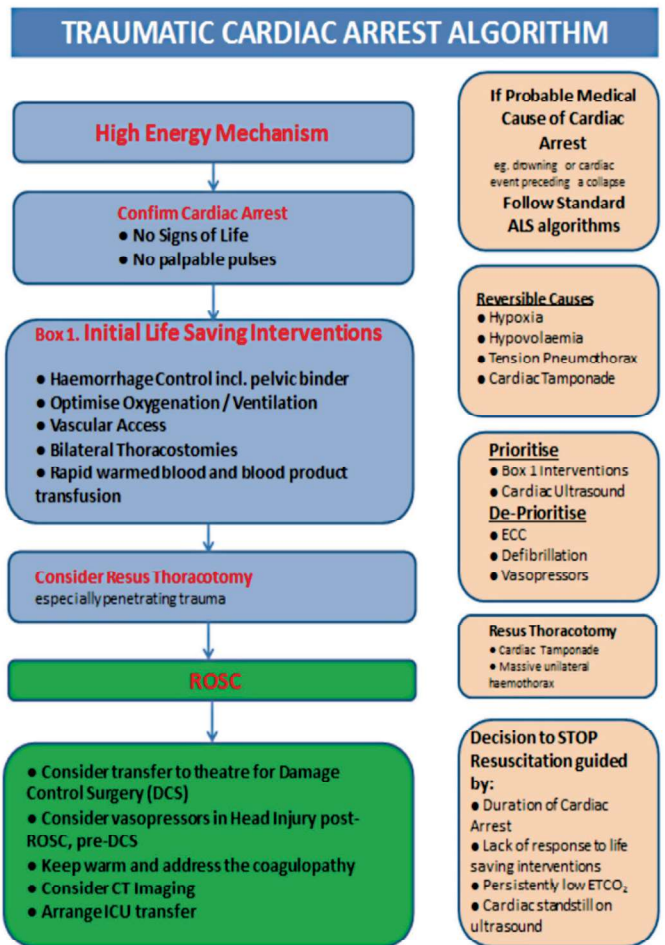 TRAUMATIC CARDIAC ARREST ALGORITHM
High Energy Mechanism
Confirm Cardiac Arrest
● No Signs of Life
● No palpable pulses
Box 1. Initial Life Saving Interventions
● Haemorrhage Control incl. pelvic binder
● Optimise Oxygenation / Ventilation
● Vascular Access
● Bilateral Thoracostomies
● Rapid warmed blood and blood product
transfusion
Consider Resus Thoracotomy
especially penetrating trauma
ROSC
● Consider transfer to theatre for Damage
Control Surgery (DCS)
● Consider vasopressors in Head Injury post-
ROSC, pre-DCS
● Keep warm and address the coagulopathy
● Consider CT Imaging
● Arrange ICU transfer
If Probable Medical
Cause of Cardiac
Arrest
eg. drowning or cardiac
event preceding a collapse
Follow Standard
ALS algorithms
Reversible Causes
● Hypoxia
● Hypovolaemia
● Tension Pneumothorax
● Cardiac Tamponade
Prioritise
● Box 1 Interventions
● Cardiac Ultrasound
De-Prioritise
● ECC
● Defibrillation
● Vasopressors
Resus Thoracotomy
● Cardiac Tamponade
● Massive unilateral
haemothorax
Decision to STOP
Resuscitation guided
by:
● Duration of Cardiac
Arrest
● Lack of response to life
saving interventions
● Persistently low ETCO₂
● Cardiac standstill on
ultrasound